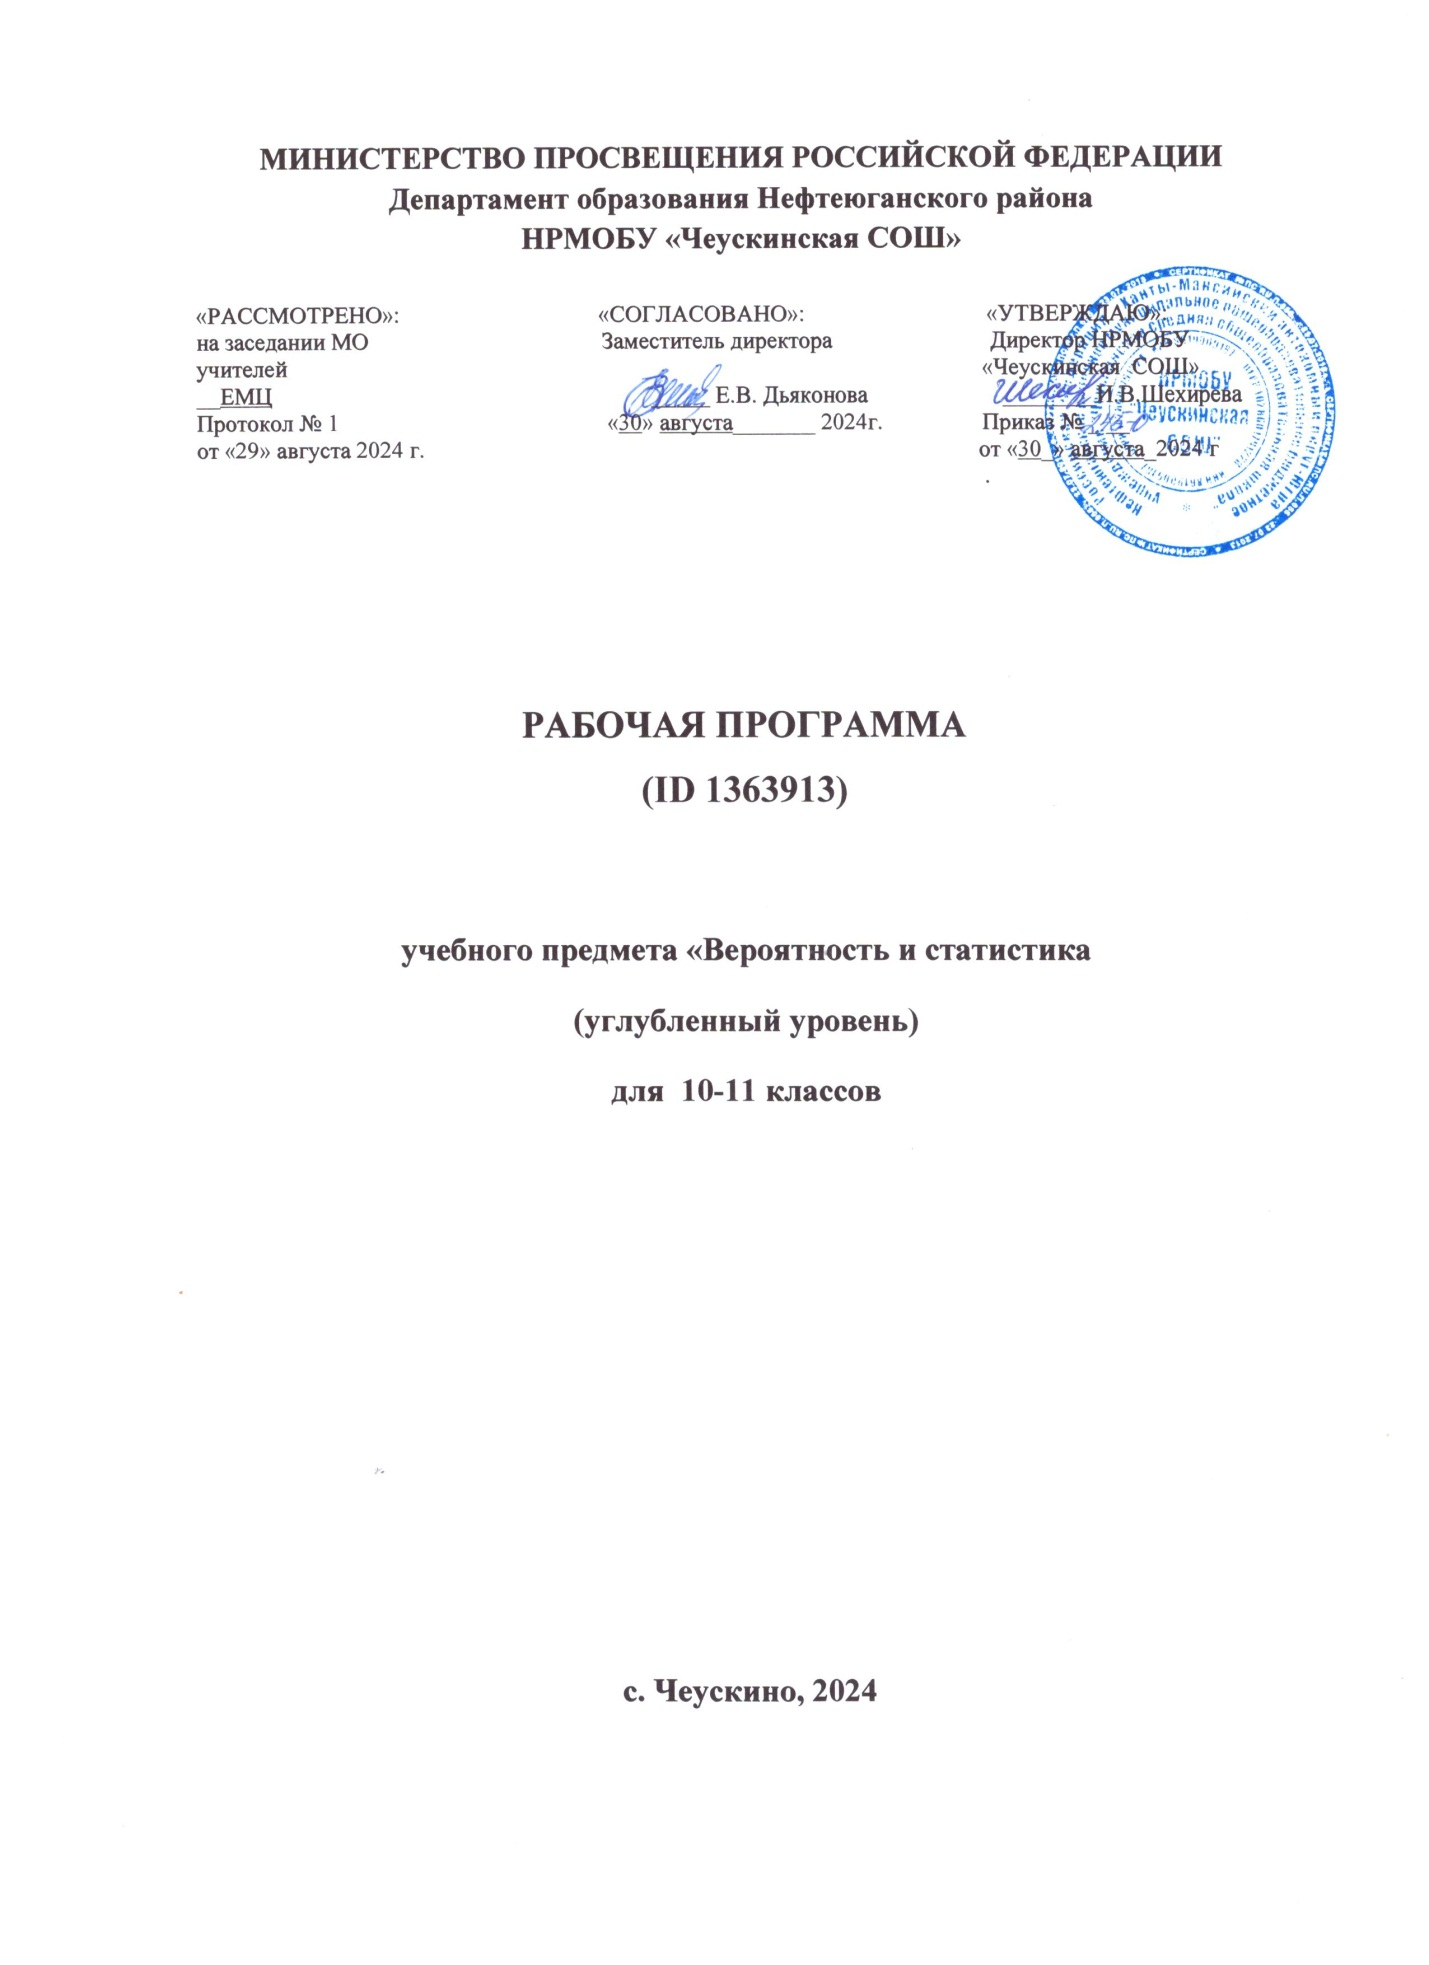 МИНИСТЕРСТВО ПРОСВЕЩЕНИЯ РОССИЙСКОЙ ФЕДЕРАЦИИ
Департамент образования Нефтеюганского района
НРМОБУ «Чеускинская СОШ»
«РАССМОТРЕНО»:
на заседании МО
учителей
__ЕМЦ
Протокол № 1
от «29» августа 2024 г.
«СОГЛАСОВАНО»:
Заместитель директора
Е.В. Дьяконова
«30» августа_______ 2024г.
«УТВЕРЖДАЮ»:
Директор НРМОБУ
«Чеускинская СОШ»
И.В.Шехирева
Приказ №
от «30_» августа_2024 г
.
НРМОБУ
"Чеускинская
СОШ"
РАБОЧАЯ ПРОГРАММА
(ID 1363913)
учебного предмета «Вероятность и статистика
(углубленный уровень)
для 10-11 классов
с. Чеускино, 2024